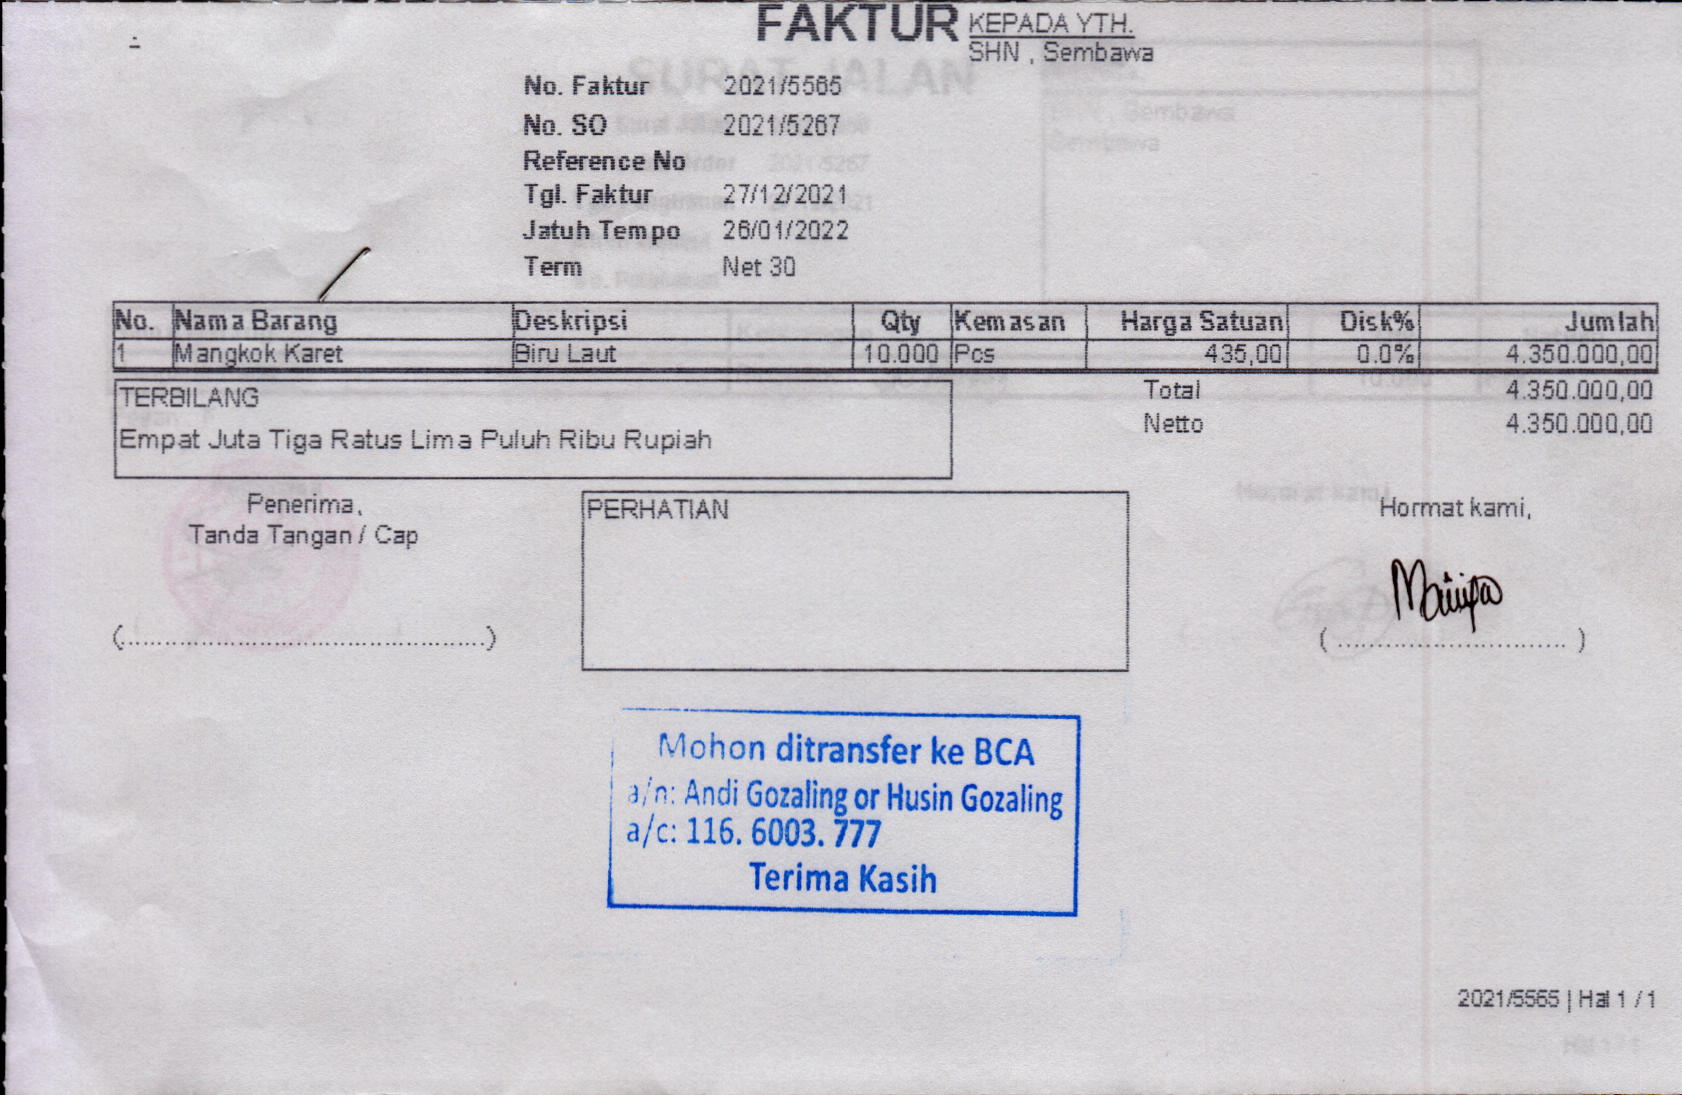 FAKTUR
KEPADA YTH.
SHN , Sembawa
No. Faktur 2021/5565
No. SO 2021/5267
Reference No
Tgl. Faktur 27/12/2021
Jatuh Tempo 26/01/2022
Term Net 30
No. Nama Barang Deskripsi Qty Kemasan Harga Satuan Disk% Jumlah
1 Mangkok Karet Biru Laut 10.000 Pcs 435,00 0.0% 4.350.000,00
Total 4.350.000,00
Netto 4.350.000,00
TERBILANG
Empat Juta Tiga Ratus Lima Puluh Ribu Rupiah
Penerima,
Tanda Tangan / Cap
(...............................................)
PERHATIAN
Hormat kami,
( ............................. )
Mohon ditransfer ke BCA
a/n: Andi Gozaling or Husin Gozaling
a/c: 116. 6003. 777
Terima Kasih
2021/5565 | Hal 1 / 1